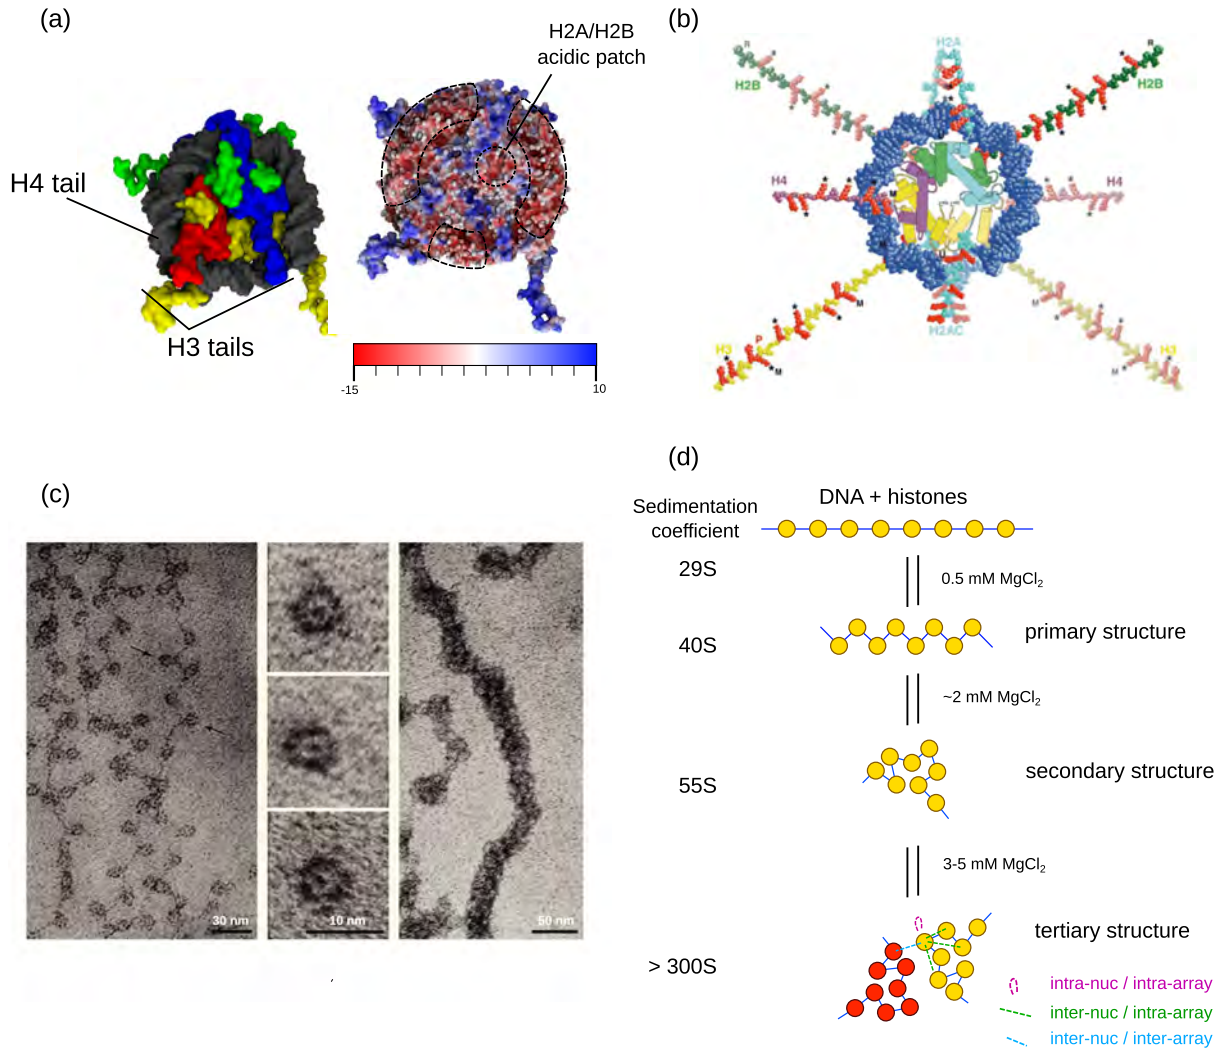 (a)
H2A/H2B
acidic patch
H4 tail
H3 tails
-15
10
(b)
H2A
R
H2B
R
H2B
H4
M
H4
M
H3
P
M
H2AC
M
H3
M
(c)
30 nm
10 nm
50 nm
(d)
Sedimentation
coefficient
DNA + histones
29S
0.5 mM MgCl2
40S
primary structure
~2 mM MgCl2
55S
secondary structure
3-5 mM MgCl2
> 300S
tertiary structure
intra-nuc / intra-array
inter-nuc / intra-array
inter-nuc / inter-array